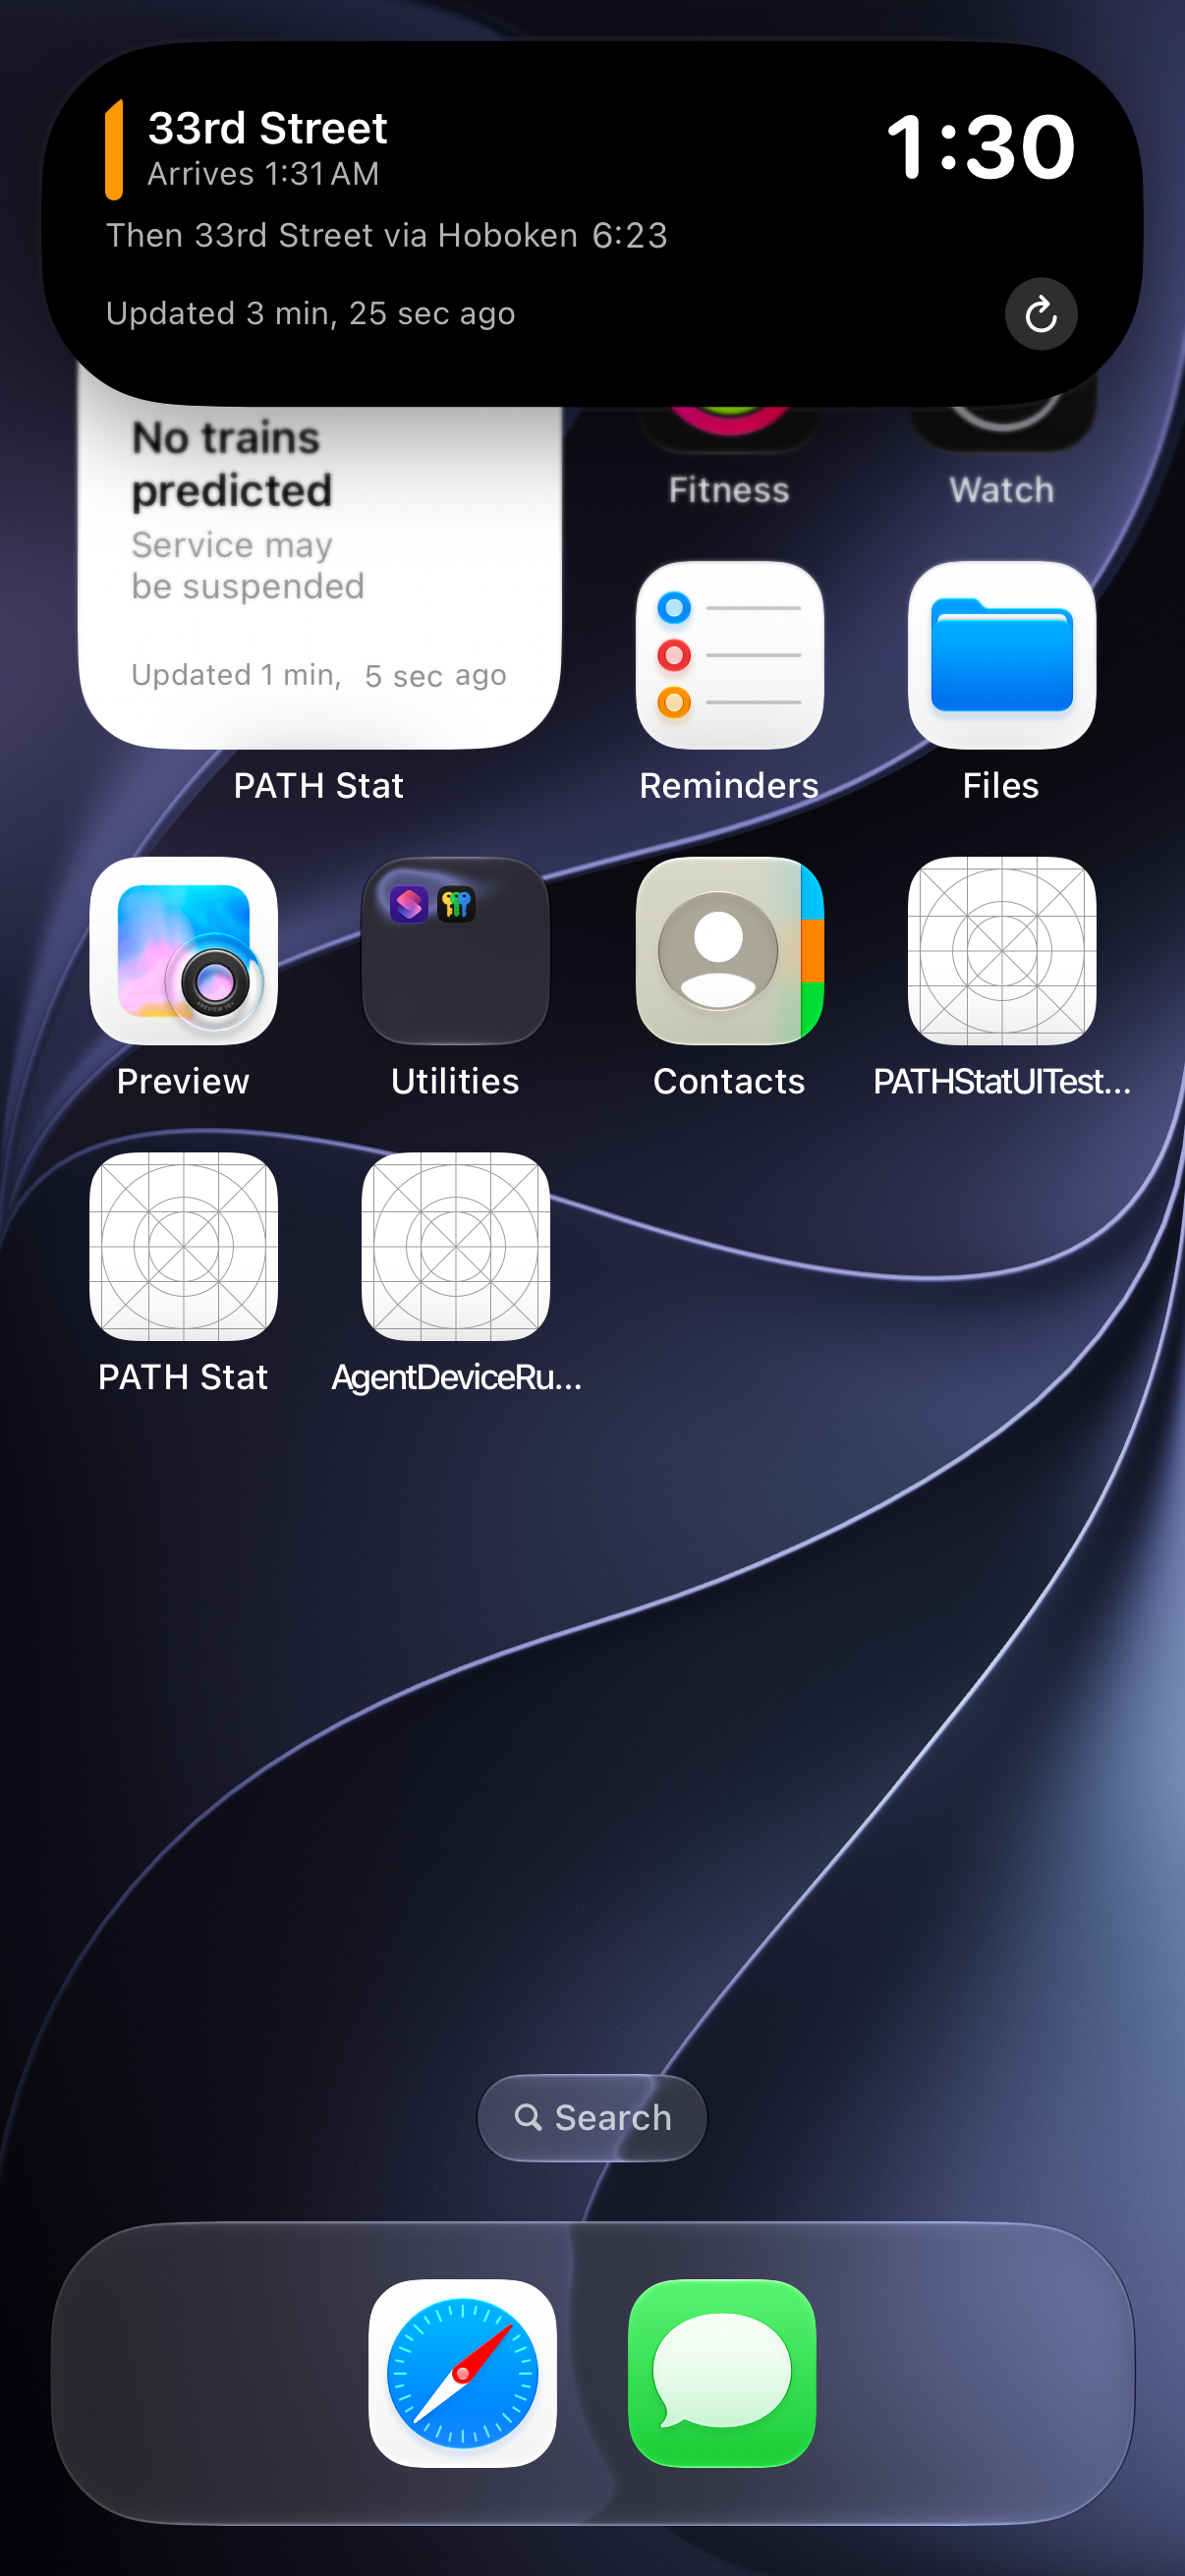 33rd Street
1:30
Arrives 1:31 AM
Then 33rd Street via Hoboken 6:23
Updated 3 min, 25 sec ago
No trains
predicted
Service may
be suspended
Updated 1 min, 5 sec ago
PATH Stat
Fitness
Watch
Reminders
Files
Preview
Utilities
Contacts
PATHStatUITest...
PATH Stat
AgentDeviceRu...
Search